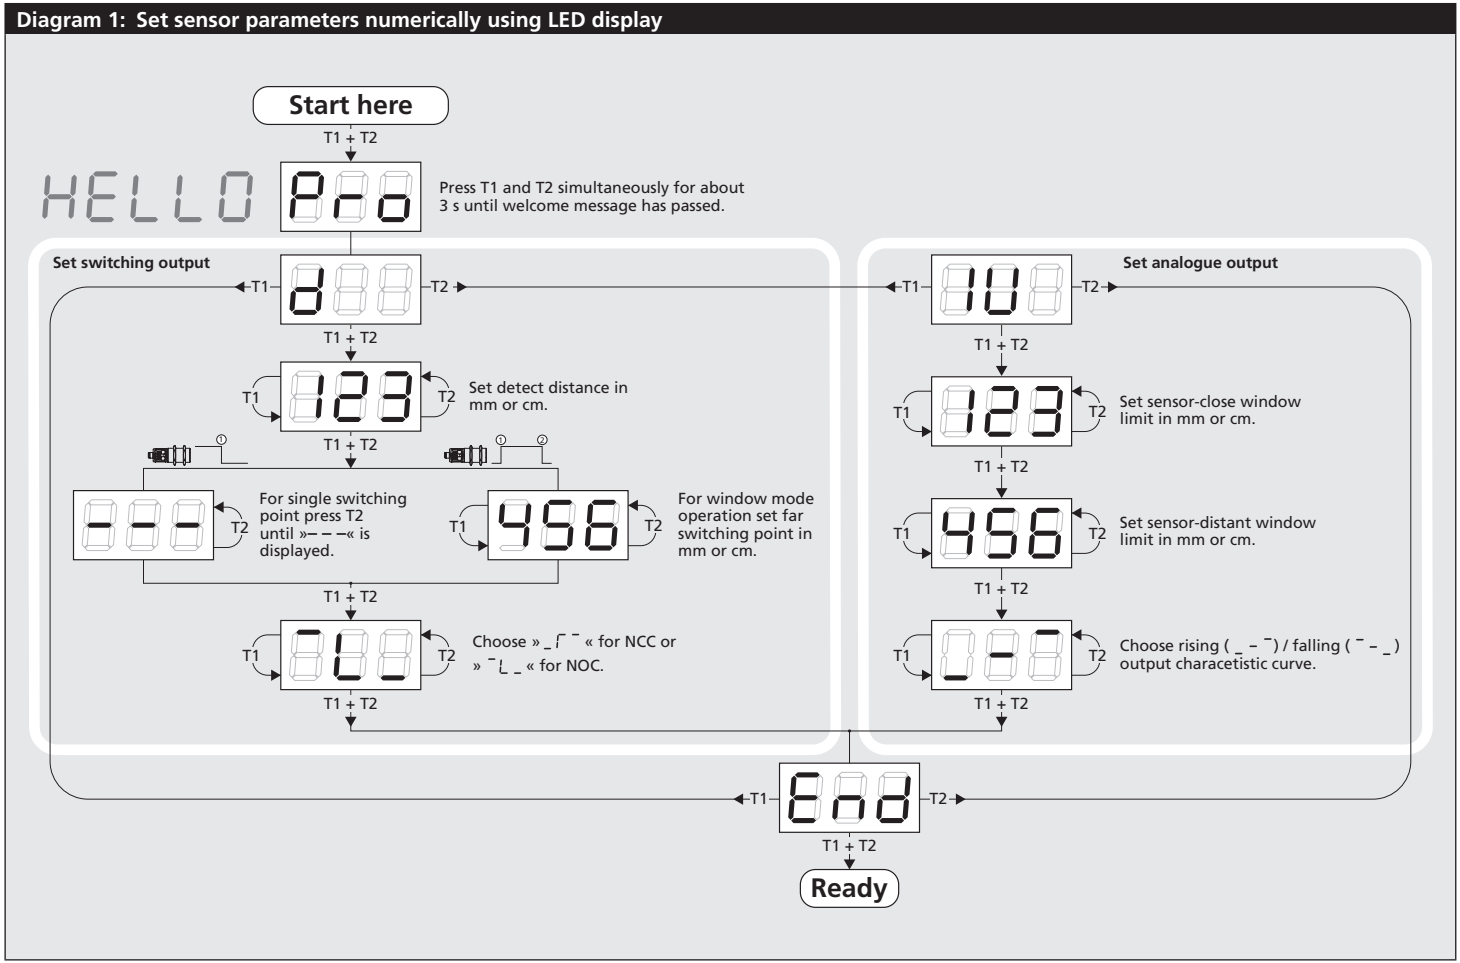 Diagram 1: Set sensor parameters numerically using LED display
Start here
T1 + T2
HELLO
Pro
Press T1 and T2 simultaneously for about
3 s until welcome message has passed.
Set switching output
T1
d
T2
T1
IU
T2
Set analogue output
T1 + T2
T1 + T2
T1
123
T2
Set detect distance in
mm or cm.
T1
123
T2
Set sensor-close window
limit in mm or cm.
T1 + T2
①
① ②
T1 + T2
- - -
T2
For single switching
point press T2
until »– – –« is
displayed.
T1
456
T2
For window mode
operation set far
switching point in
mm or cm.
T1
456
T2
Set sensor-distant window
limit in mm or cm.
T1 + T2
T1 + T2
T1
¯L_
T2
Choose »_Γ¯« for NCC or
»¯L_« for NOC.
T1
_-¯
T2
Choose rising ( _ – ¯ ) / falling ( ¯ – _ )
output characetistic curve.
T1 + T2
T1 + T2
T1
End
T2
T1 + T2
Ready